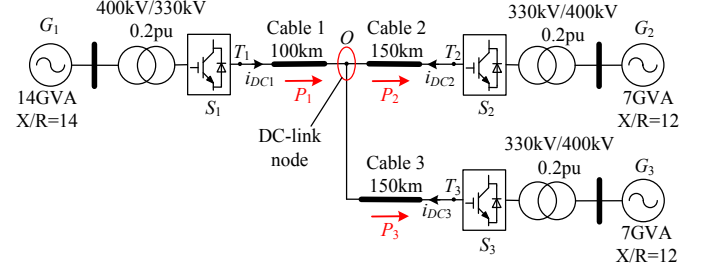 400kV/330kV
0.2pu
G1
T1
Cable 1
100km
O
Cable 2
150km
330kV/400kV
0.2pu
G2
T2
iDC1
iDC2
14GVA
X/R=14
S1
P1
P2
S2
7GVA
X/R=12
DC-link
node
330kV/400kV
0.2pu
Cable 3
150km
T3
G3
iDC3
P3
S3
7GVA
X/R=12